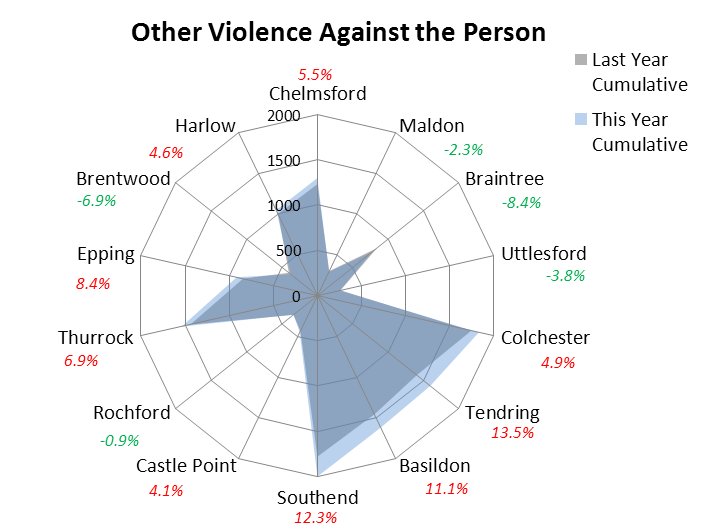 Other Violence Against the Person
Last Year
Cumulative
This Year
Cumulative
5.5%
Chelmsford
2000
1500
1000
500
0
Maldon
-2.3%
Braintree
-8.4%
Uttlesford
-3.8%
Colchester
4.9%
Tendring
13.5%
Basildon
11.1%
Southend
12.3%
Castle Point
4.1%
Rochford
-0.9%
Thurrock
6.9%
Epping
8.4%
Brentwood
-6.9%
Harlow
4.6%